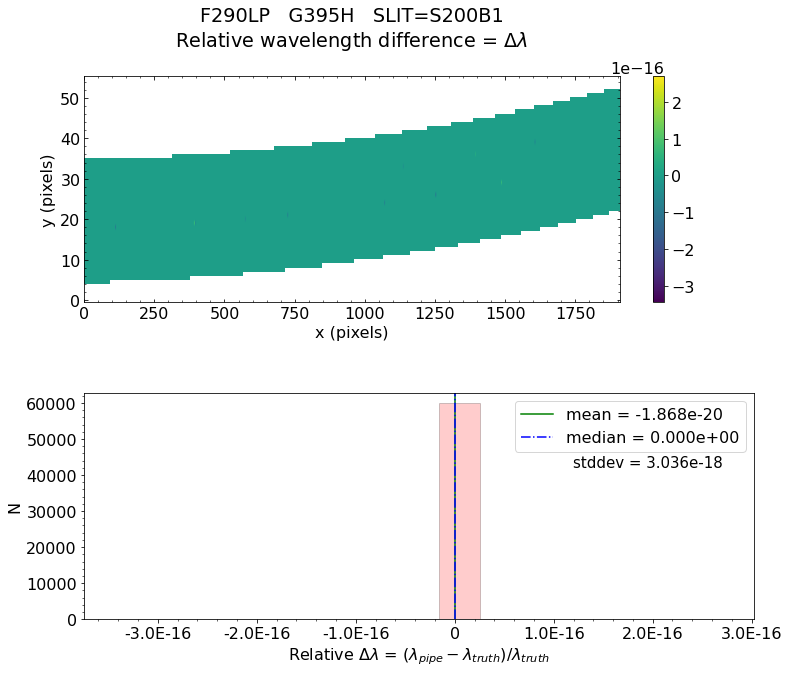 F290LP   G395H   SLIT=S200B1
Relative wavelength difference = Δλ
1e−16
50
40
30
20
10
0
y (pixels)
0 250 500 750 1000 1250 1500 1750
x (pixels)
2
1
0
−1
−2
−3
60000
50000
40000
30000
20000
10000
0
N
mean = -1.868e-20
median = 0.000e+00
stddev = 3.036e-18
-3.0E-16 -2.0E-16 -1.0E-16 0 1.0E-16 2.0E-16 3.0E-16
Relative Δλ = (λ_pipe − λ_truth)/λ_truth